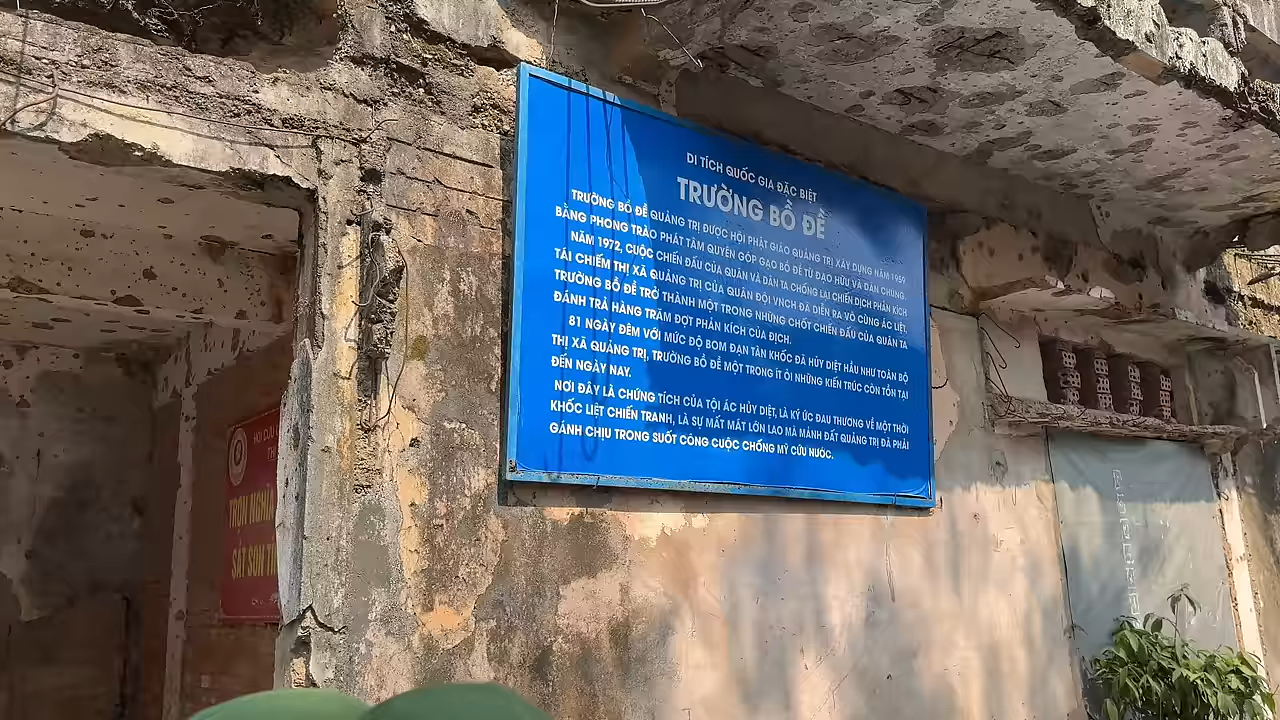 DI TÍCH QUỐC GIA ĐẶC BIỆT
TRƯỜNG BỒ ĐỀ
TRƯỜNG BỒ ĐỀ QUẢNG TRỊ ĐƯỢC HỘI PHẬT GIÁO QUẢNG TRỊ XÂY DỰNG NĂM 1959
BẰNG PHONG TRÀO PHÁT TÂM QUYÊN GÓP GẠO BỒ ĐỀ TỪ ĐẠO HỮU VÀ DÂN CHÚNG.
NĂM 1972, CUỘC CHIẾN ĐẤU CỦA QUÂN VÀ DÂN TA CHỐNG LẠI CHIẾN DỊCH PHẢN KÍCH
TÁI CHIẾM THỊ XÃ QUẢNG TRỊ CỦA QUÂN ĐỘI VNCH ĐÃ DIỄN RA VÔ CÙNG ÁC LIỆT,
TRƯỜNG BỒ ĐỀ TRỞ THÀNH MỘT TRONG NHỮNG CHỐT CHIẾN ĐẤU CỦA QUÂN TA
ĐÁNH TRẢ HÀNG TRĂM ĐỢT PHẢN KÍCH CỦA ĐỊCH.
81 NGÀY ĐÊM VỚI MỨC ĐỘ BOM ĐẠN TÀN KHỐC ĐÃ HỦY DIỆT HẦU NHƯ TOÀN BỘ
THỊ XÃ QUẢNG TRỊ, TRƯỜNG BỒ ĐỀ MỘT TRONG ÍT ỎI NHỮNG KIẾN TRÚC CÒN TỒN TẠI
ĐẾN NGÀY NAY.
NƠI ĐÂY LÀ CHỨNG TÍCH CỦA TỘI ÁC HỦY DIỆT, LÀ KÝ ỨC ĐAU THƯƠNG VỀ MỘT THỜI
KHỐC LIỆT CHIẾN TRANH, LÀ SỰ MẤT MÁT LỚN LAO MÀ MẢNH ĐẤT QUẢNG TRỊ ĐÃ PHẢI
GÁNH CHỊU TRONG SUỐT CÔNG CUỘC CHỐNG MỸ CỨU NƯỚC.
HỘI CỰU
TRỌN NGHĨA
SẮT SON